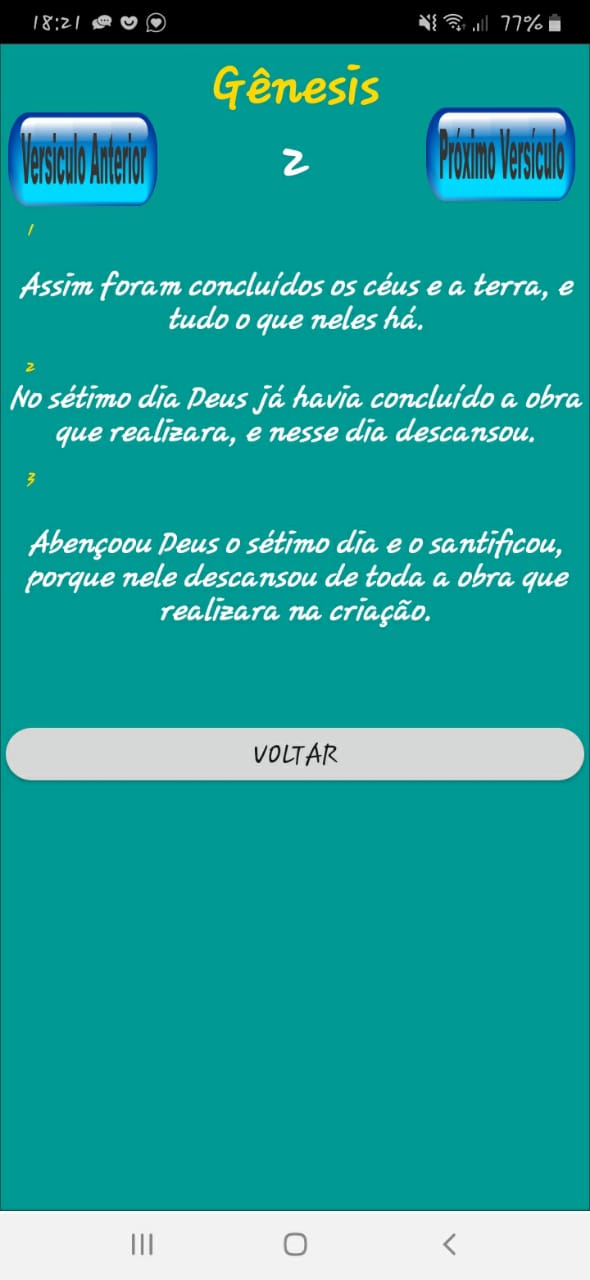 18:21
77%
Gênesis
Versiculo Anterior
2
Próximo Versículo
1
Assim foram concluídos os céus e a terra, e
tudo o que neles há.
2
No sétimo dia Deus já havia concluído a obra
que realizara, e nesse dia descansou.
3
Abençoou Deus o sétimo dia e o santificou,
porque nele descansou de toda a obra que
realizara na criação.
VOLTAR